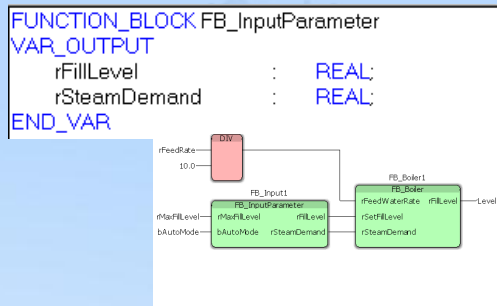 FUNCTION_BLOCK FB_InputParameter
VAR_OUTPUT
rFillLevel : REAL;
rSteamDemand : REAL;
END_VAR
DIV
rFeedRate
10.0
FB_Input1
FB_InputParameter
rMaxFillLevel rMaxFillLevel rFillLevel
bAutoMode bAutoMode rSteamDemand
FB_Boiler1
FB_Boiler
rFeedWaterRate rFillLevel Level
rSetFillLevel
rSteamDemand